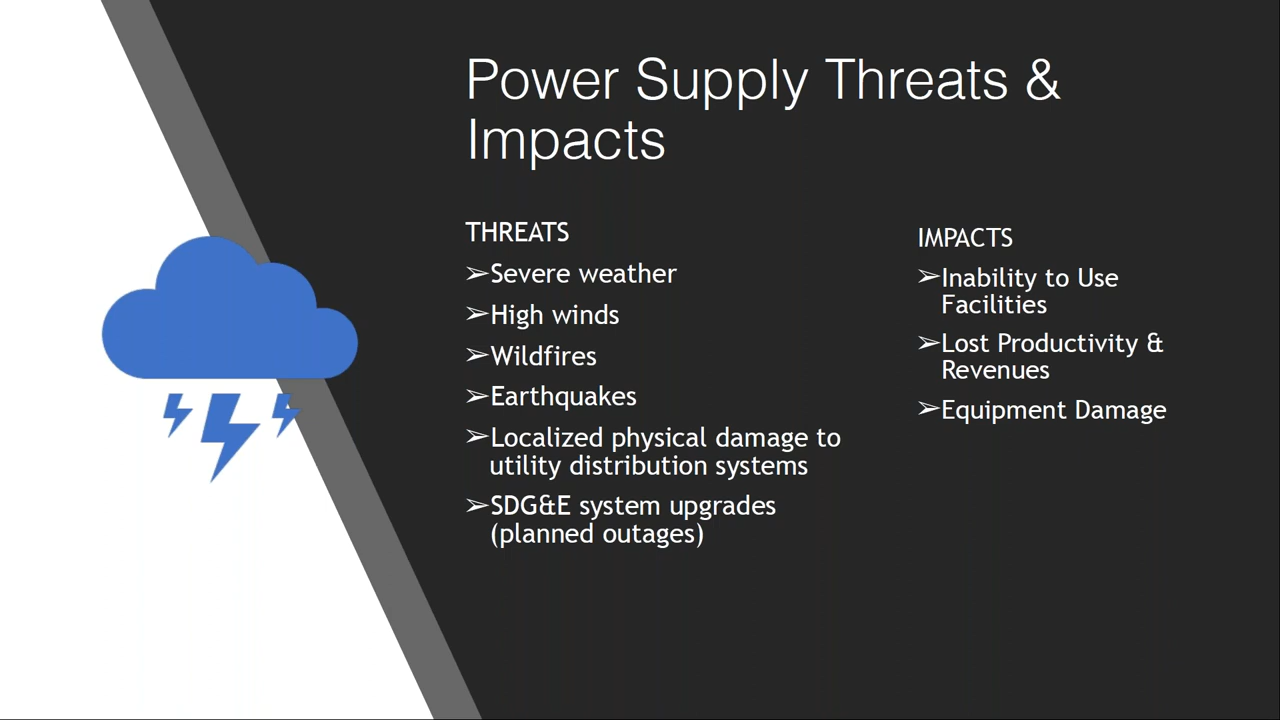 Power Supply Threats &
Impacts
THREATS
➢Severe weather
➢High winds
➢Wildfires
➢Earthquakes
➢Localized physical damage to
utility distribution systems
➢SDG&E system upgrades
(planned outages)
IMPACTS
➢Inability to Use
Facilities
➢Lost Productivity &
Revenues
➢Equipment Damage